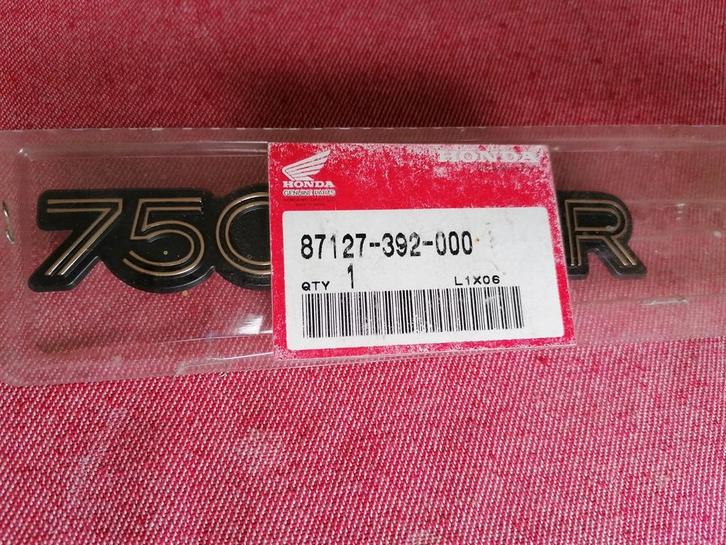 HONDA
HONDA
GENUINE PARTS
750
R
87127-392-000
QTY 1
L1X06